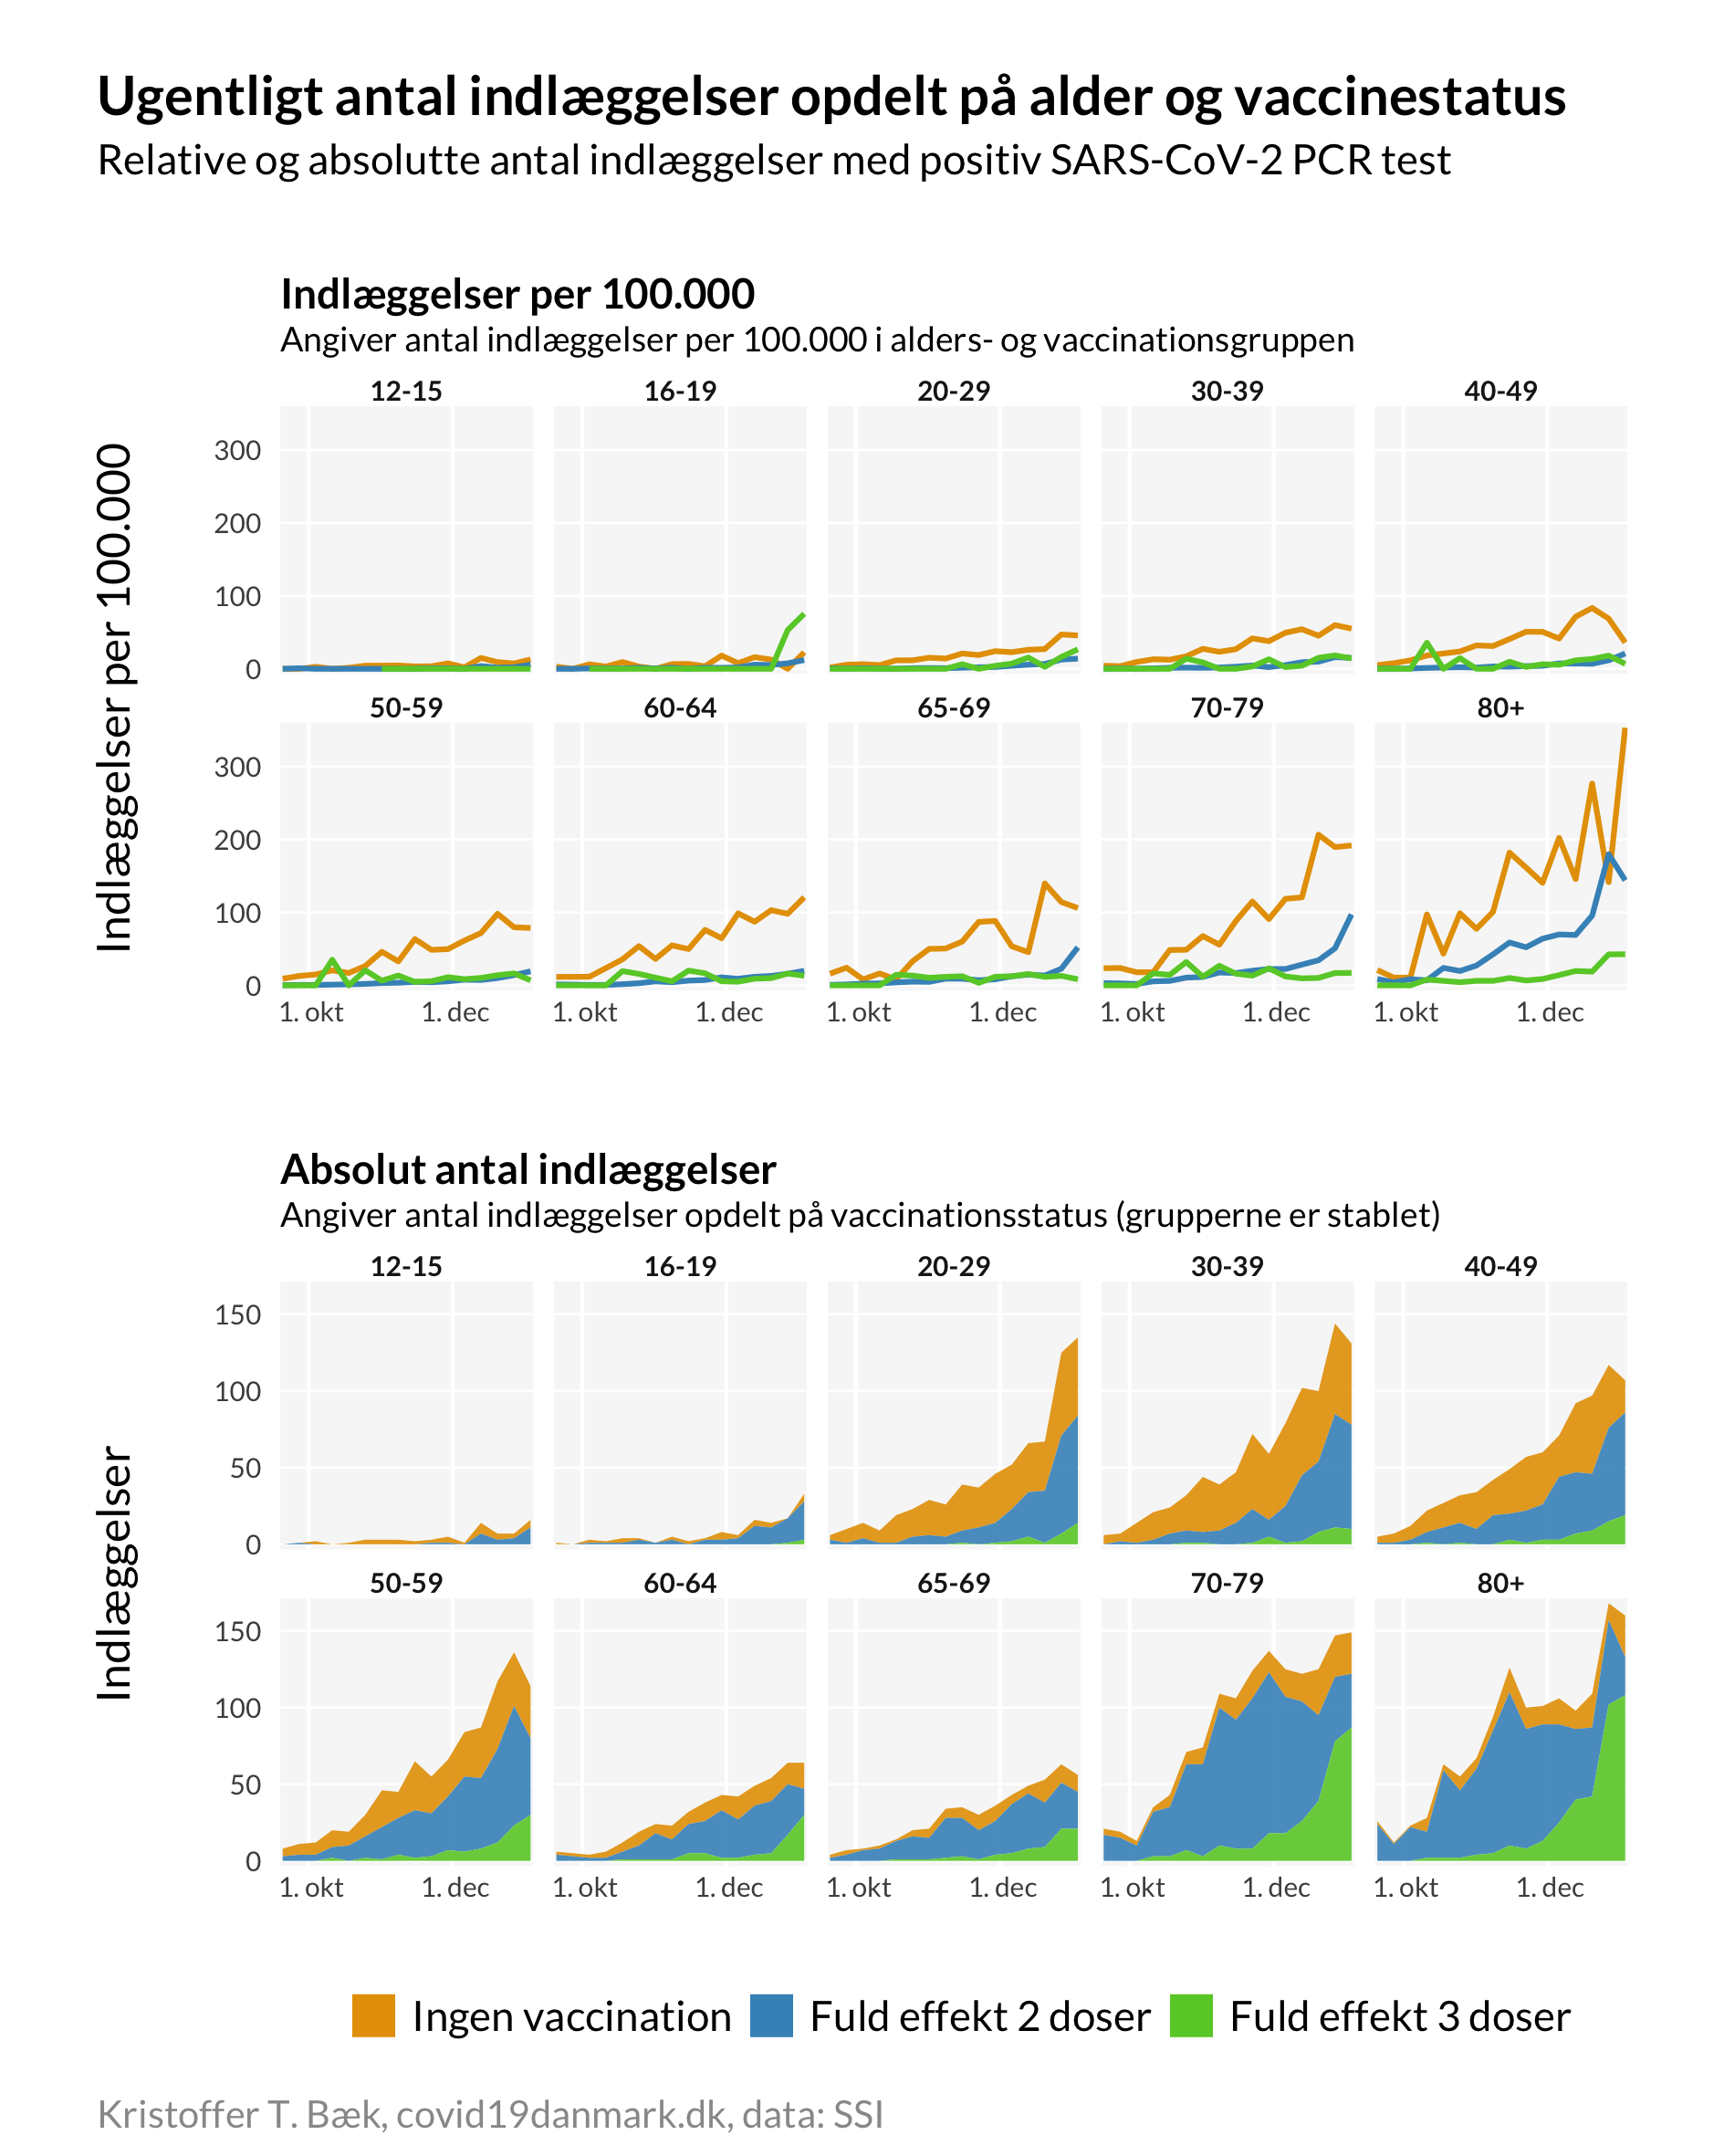 Ugentligt antal indlæggelser opdelt på alder og vaccinestatus
Relative og absolutte antal indlæggelser med positiv SARS-CoV-2 PCR test
Indlæggelser per 100.000
Angiver antal indlæggelser per 100.000 i alders- og vaccinationsgruppen
Indlæggelser per 100.000
12-15 16-19 20-29 30-39 40-49
300
200
100
0
50-59 60-64 65-69 70-79 80+
300
200
100
0
1. okt 1. dec 1. okt 1. dec 1. okt 1. dec 1. okt 1. dec 1. okt 1. dec
Absolut antal indlæggelser
Angiver antal indlæggelser opdelt på vaccinationsstatus (grupperne er stablet)
Indlæggelser
12-15 16-19 20-29 30-39 40-49
150
100
50
0
50-59 60-64 65-69 70-79 80+
150
100
50
0
1. okt 1. dec 1. okt 1. dec 1. okt 1. dec 1. okt 1. dec 1. okt 1. dec
Ingen vaccination Fuld effekt 2 doser Fuld effekt 3 doser
Kristoffer T. Bæk, covid19danmark.dk, data: SSI